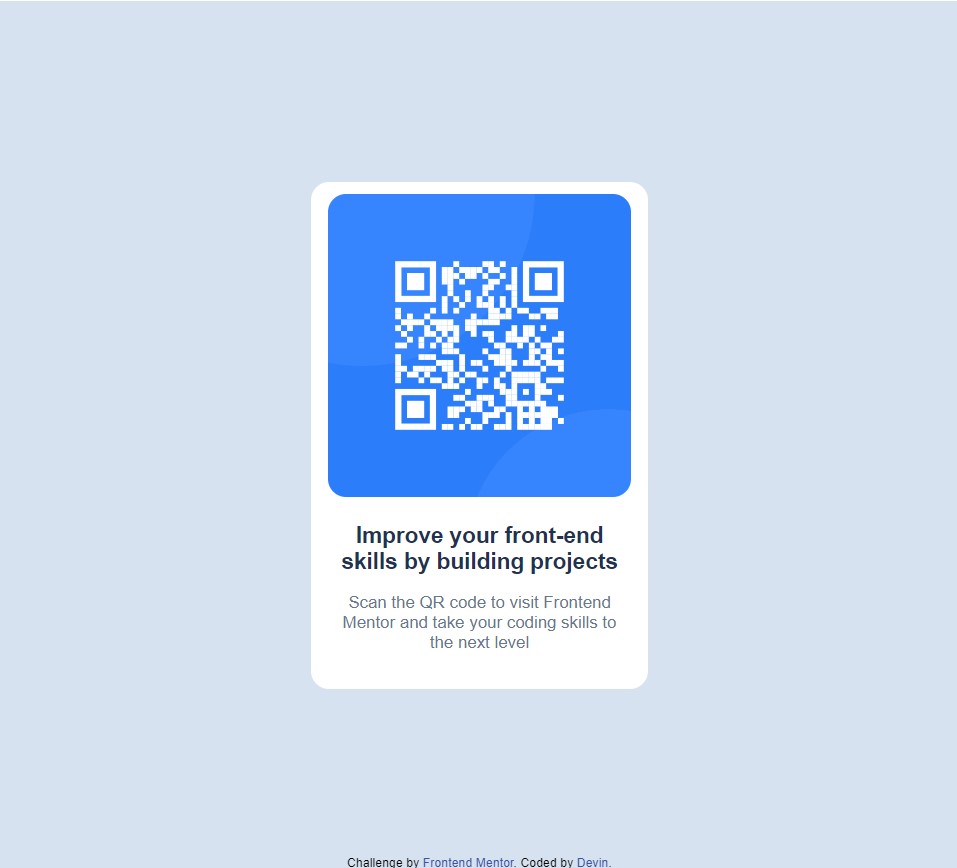 Improve your front-end
skills by building projects
Scan the QR code to visit Frontend
Mentor and take your coding skills to
the next level
Challenge by Frontend Mentor. Coded by Devin.